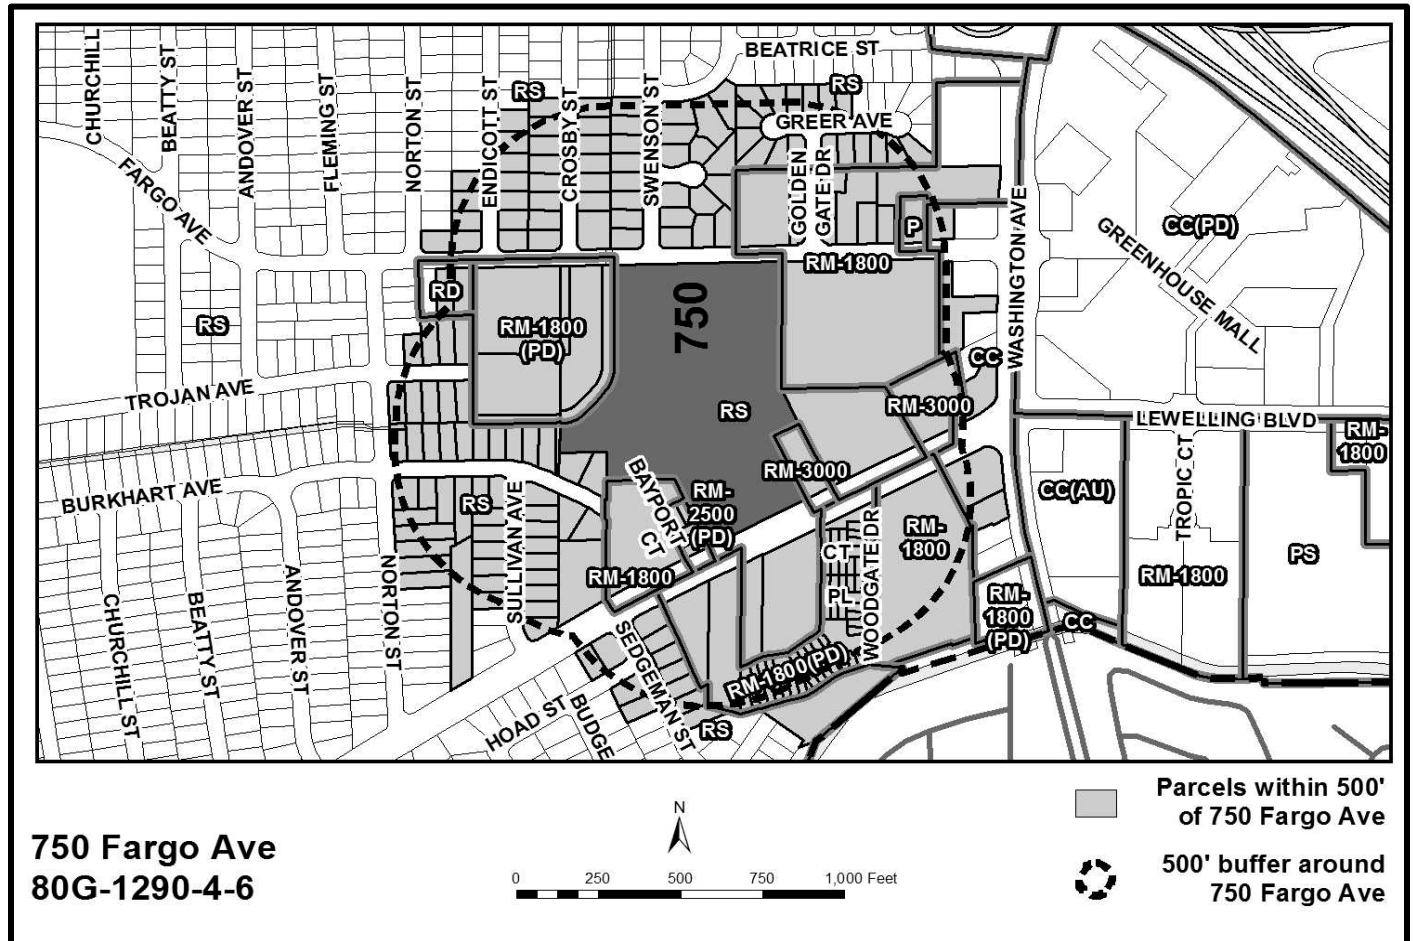 BEATRICE ST
CHURCHILL
BEATTY ST
ANDOVER ST
FLEMING ST
NORTON ST
ENDICOTT ST
RS
CROSBY ST
SWENSON ST
RS
GREER AVE
GOLDEN
GATE DR
FARGO AVE
P
WASHINGTON AVE
CC(PD)
GREENHOUSE MALL
RM-1800
RD
RS
RM-1800
(PD)
750
CC
TROJAN AVE
RS
RM-3000
LEWELLING BLVD
RM-
1800
BURKHART AVE
RS
SULLIVAN AVE
BAYPORT
CT
RM-3000
RM-
2500
(PD)
CC(AU)
TROPIC CT
RM-
1800
CT
PL
WOODGATE DR
PS
RM-1800
RM-1800
RM-
1800
(PD)
CC
CHURCHILL ST
BEATTY ST
ANDOVER ST
NORTON ST
SEDGEMAN ST
RM-1800(PD)
HOAD ST
BUDGE
RS
Parcels within 500'
of 750 Fargo Ave
500' buffer around
750 Fargo Ave
N
0 250 500 750 1,000 Feet
750 Fargo Ave
80G-1290-4-6